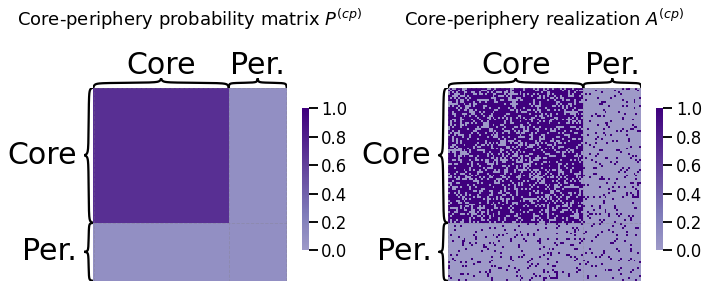 Core-periphery probability matrix $P^{(cp)}$
Core Per.
Core
Per.
1.0
0.8
0.6
0.4
0.2
0.0
Core-periphery realization $A^{(cp)}$
Core Per.
Core
Per.
1.0
0.8
0.6
0.4
0.2
0.0